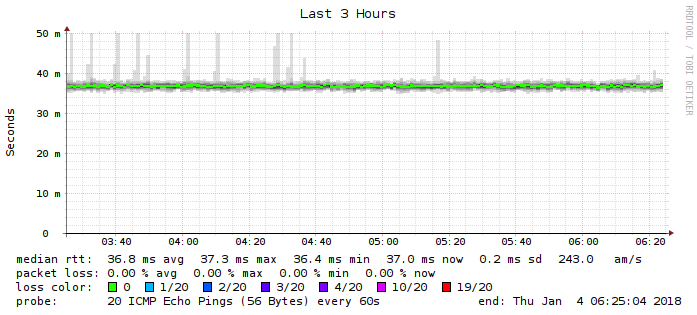 Last 3 Hours
RRDTOOL / TOBI OETIKER
Seconds
50 m
40 m
30 m
20 m
10 m
0
03:40 04:00 04:20 04:40 05:00 05:20 05:40 06:00 06:20
median rtt: 36.8 ms avg 37.3 ms max 36.4 ms min 37.0 ms now 0.2 ms sd 243.0 am/s
packet loss: 0.00 % avg 0.00 % max 0.00 % min 0.00 % now
loss color: 0 1/20 2/20 3/20 4/20 10/20 19/20
probe: 20 ICMP Echo Pings (56 Bytes) every 60s end: Thu Jan 4 06:25:04 2018